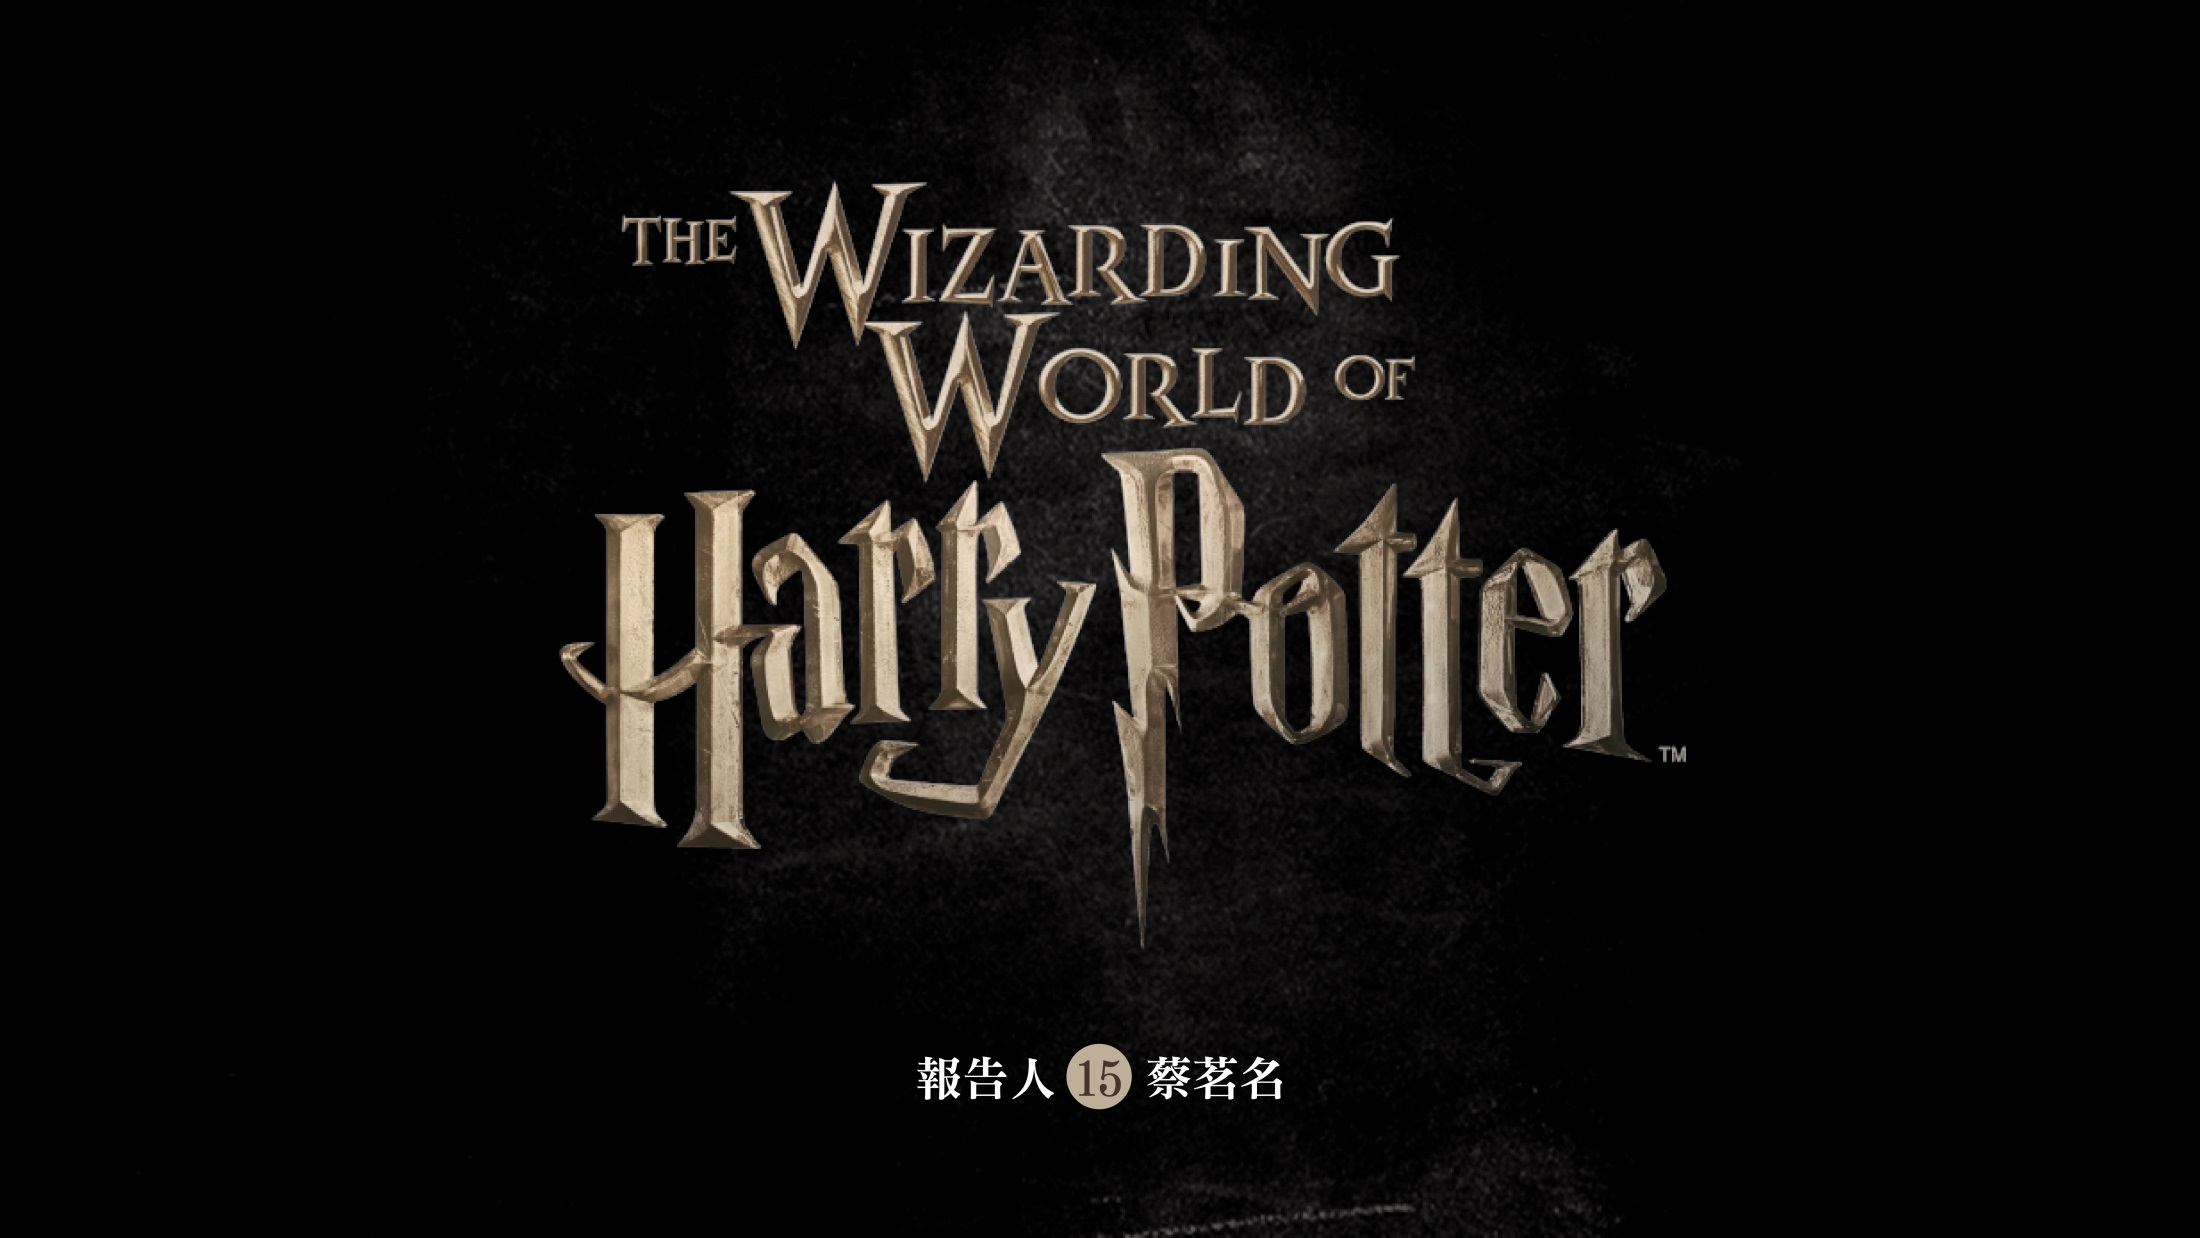 THE WIZARDING
WORLD OF
Harry Potter™
報告人 15 蔡茗名